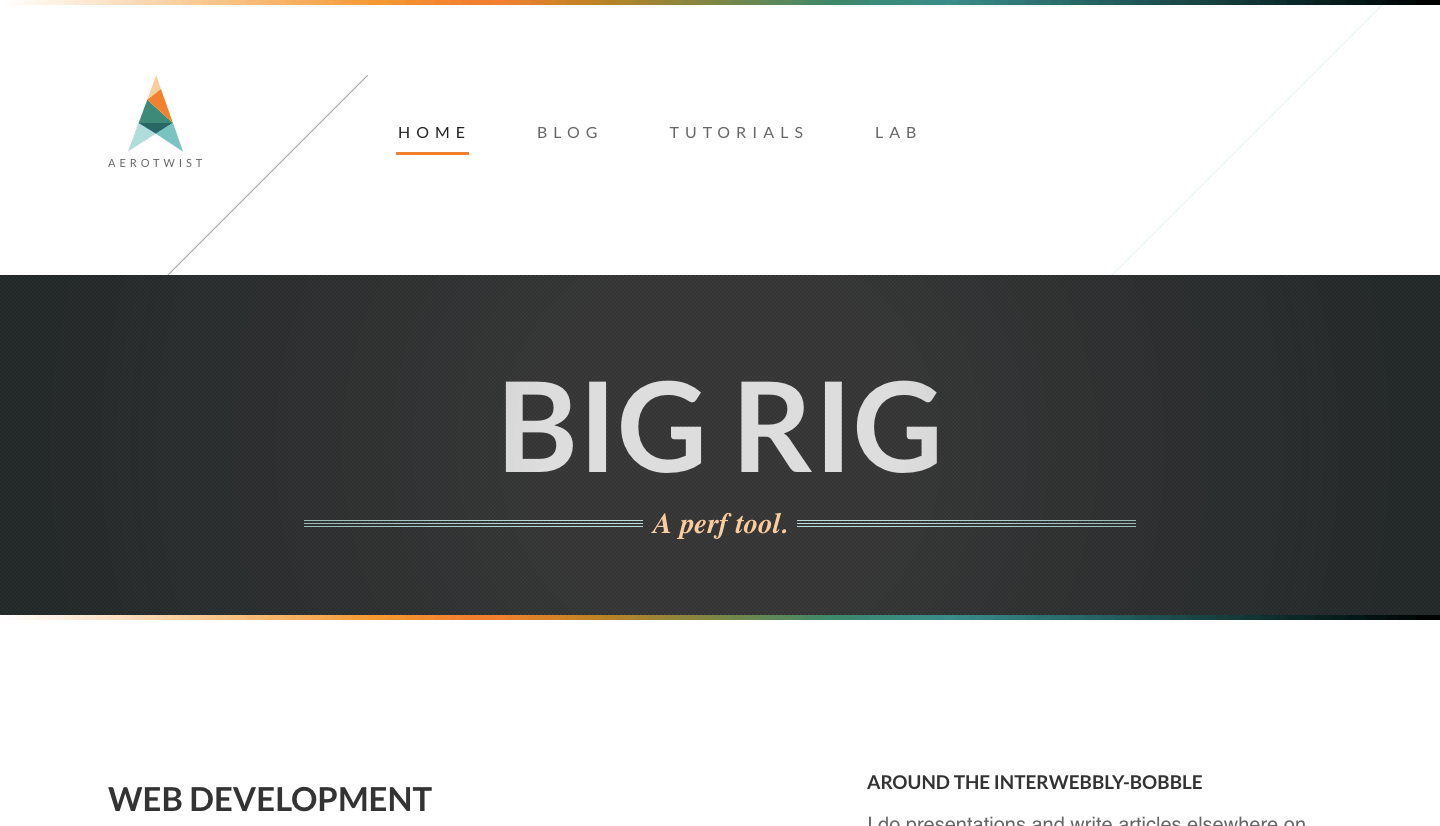 AEROTWIST
HOME BLOG TUTORIALS LAB
BIG RIG
A perf tool.
WEB DEVELOPMENT
AROUND THE INTERWEBBLY-BOBBLE
I do presentations and write articles elsewhere on